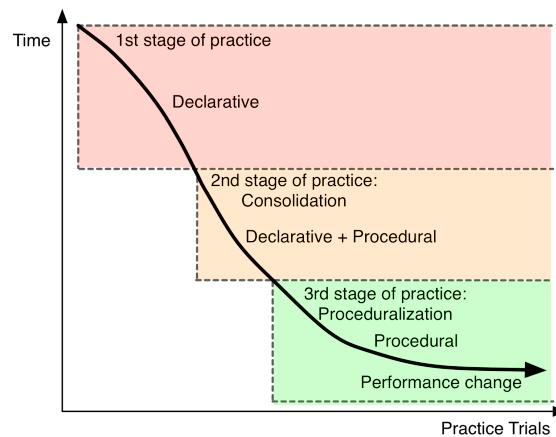 Time
1st stage of practice
Declarative
2nd stage of practice:
Consolidation
Declarative + Procedural
3rd stage of practice:
Proceduralization
Procedural
Performance change
Practice Trials